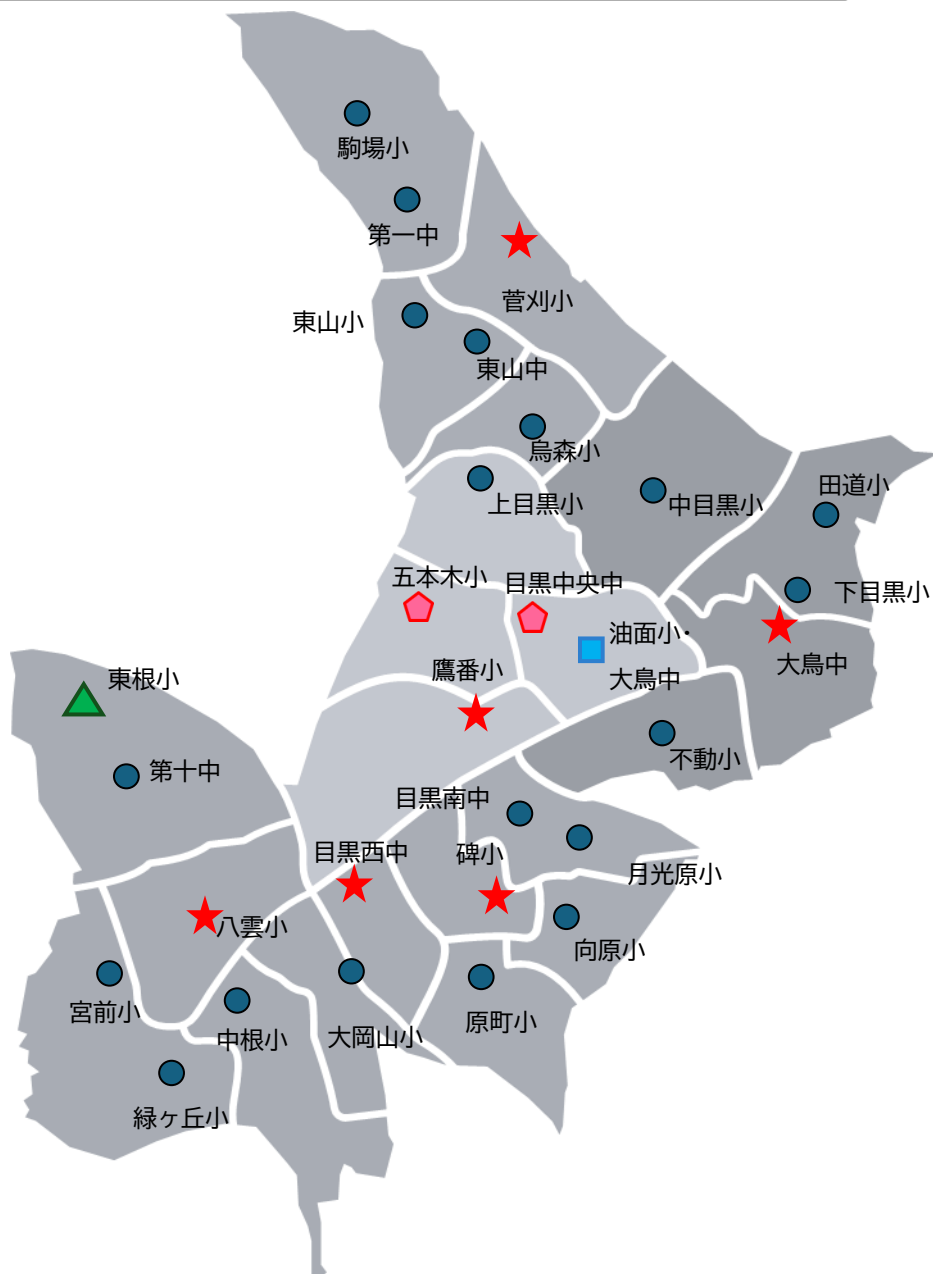 駒場小
第一中
菅刈小
東山小
東山中
烏森小
上目黒小
中目黒小
田道小
五本木小
目黒中央中
下目黒小
油面小・
大鳥中
大鳥中
鷹番小
東根小
第十中
不動小
目黒南中
目黒西中
碑小
月光原小
八雲小
向原小
宮前小
中根小
大岡山小
原町小
緑ヶ丘小